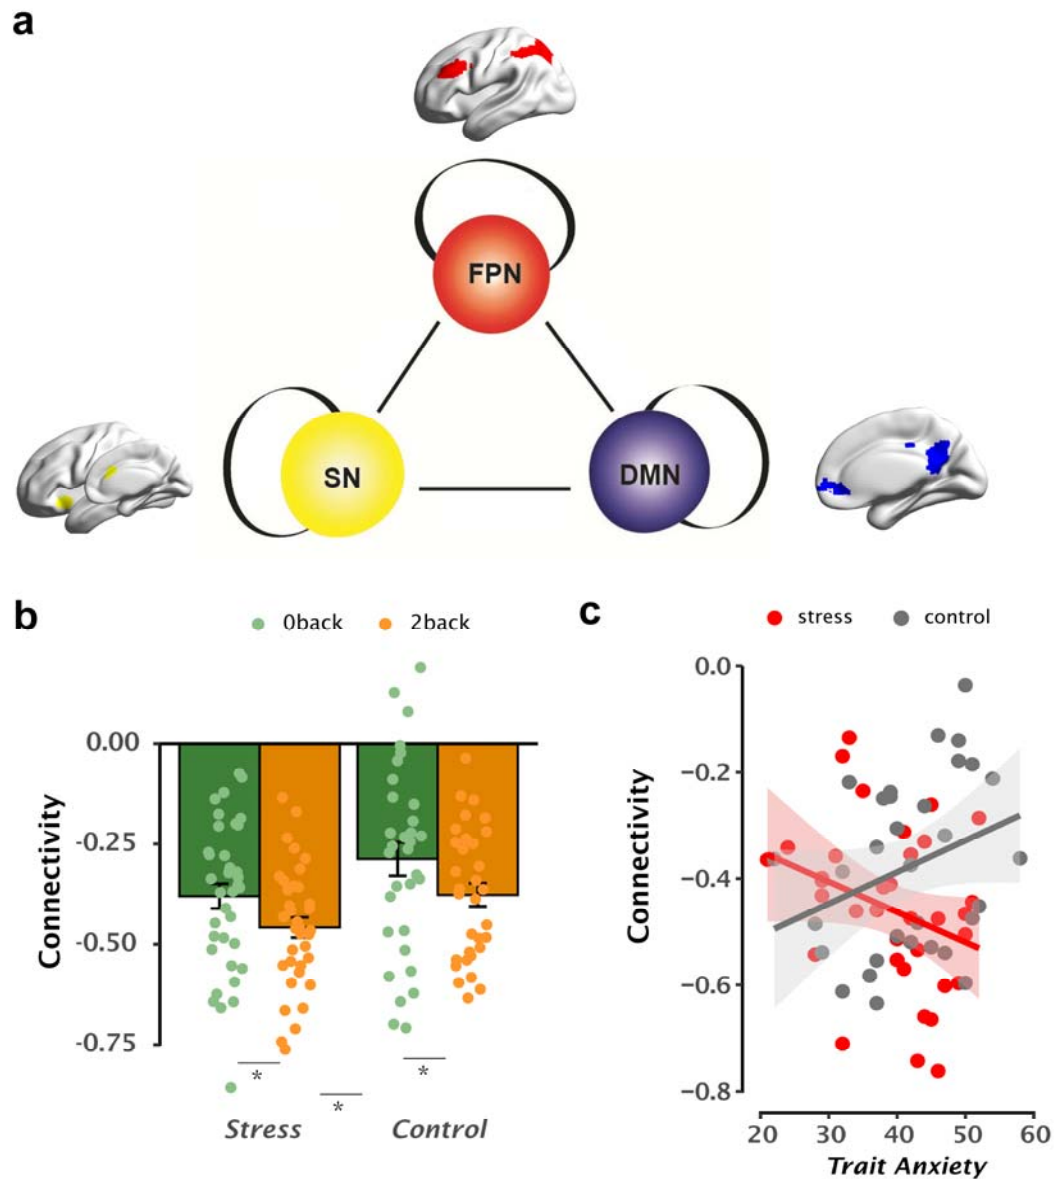 a
FPN
SN
DMN
b
0back
2back
Connectivity
0.00
-0.25
-0.50
-0.75
*
*
*
Stress
Control
c
stress
control
Connectivity
0.0
−0.2
−0.4
−0.6
−0.8
20
30
40
50
60
Trait Anxiety